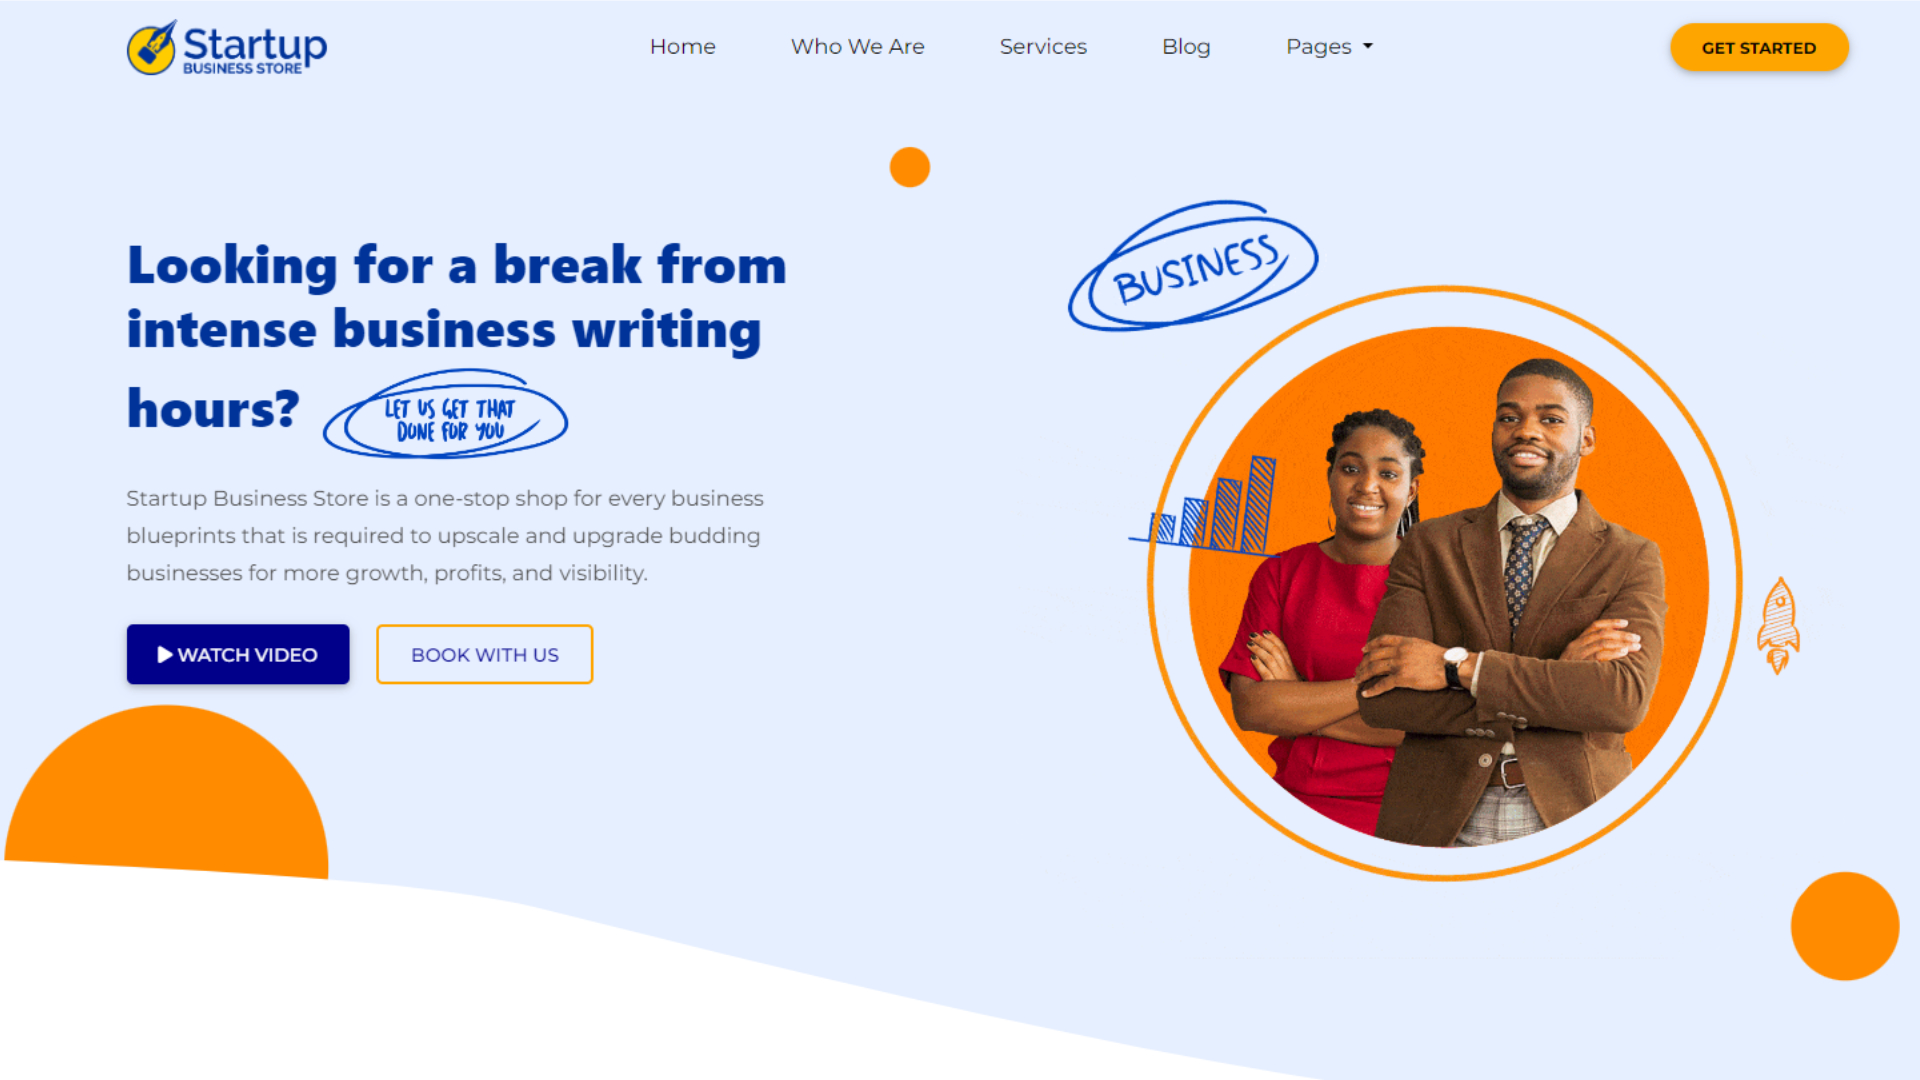 Startup
BUSINESS STORE
Home
Who We Are
Services
Blog
Pages
GET STARTED
Looking for a break from
intense business writing
hours?
LET US GET THAT
DONE FOR YOU
Startup Business Store is a one-stop shop for every business
blueprints that is required to upscale and upgrade budding
businesses for more growth, profits, and visibility.
WATCH VIDEO
BOOK WITH US
BUSINESS